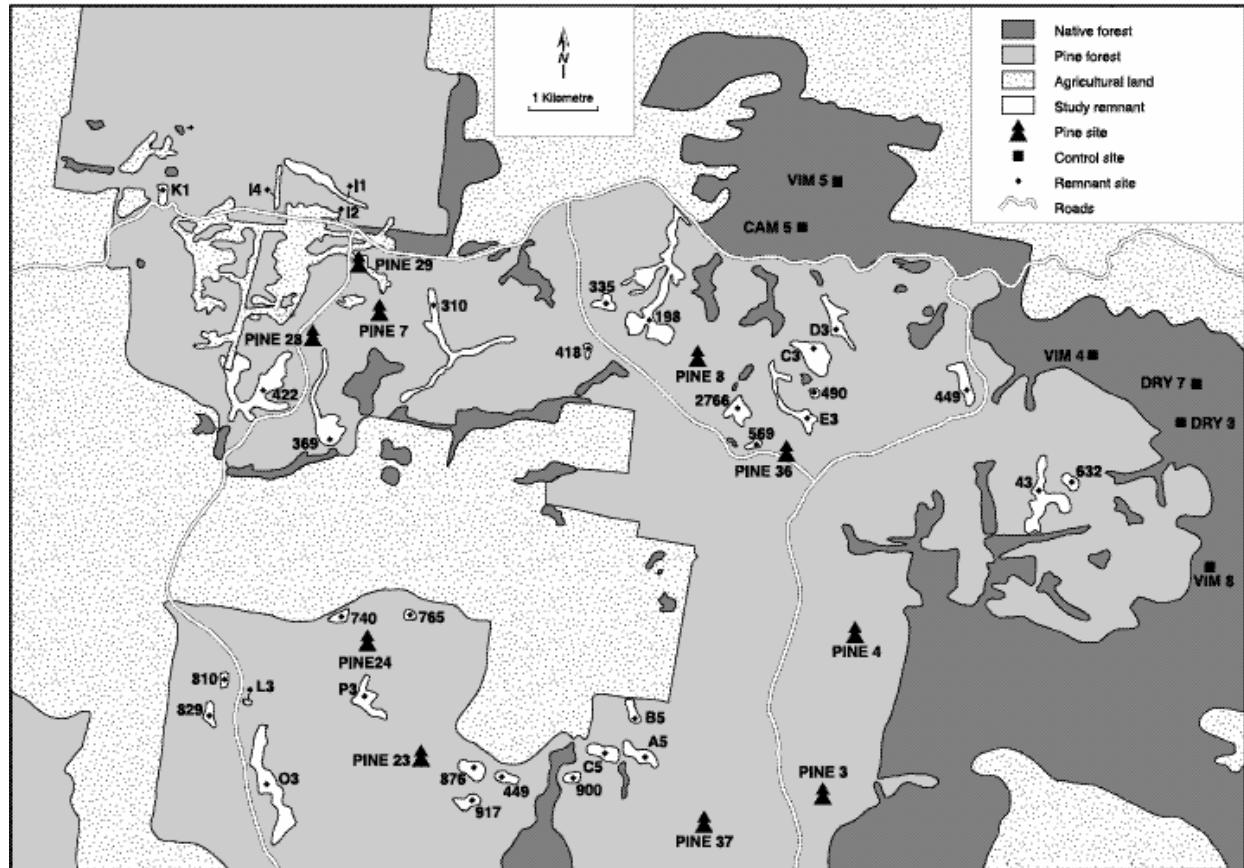 N
1 Kilometre
Native forest
Pine forest
Agricultural land
Study remnant
Pine site
Control site
Remnant site
Roads
VIM 5
CAM 5
K1
I4
I1
I2
PINE 29
PINE 7
310
PINE 28
422
369
335
198
418
PINE 8
D3
C3
490
2766
E3
569
PINE 36
449
VIM 4
DRY 7
DRY 3
43
632
VIM 8
740
765
PINE24
PINE 4
810
L3
P3
829
B5
A5
O3
PINE 23
876
449
C5
900
917
PINE 3
PINE 37